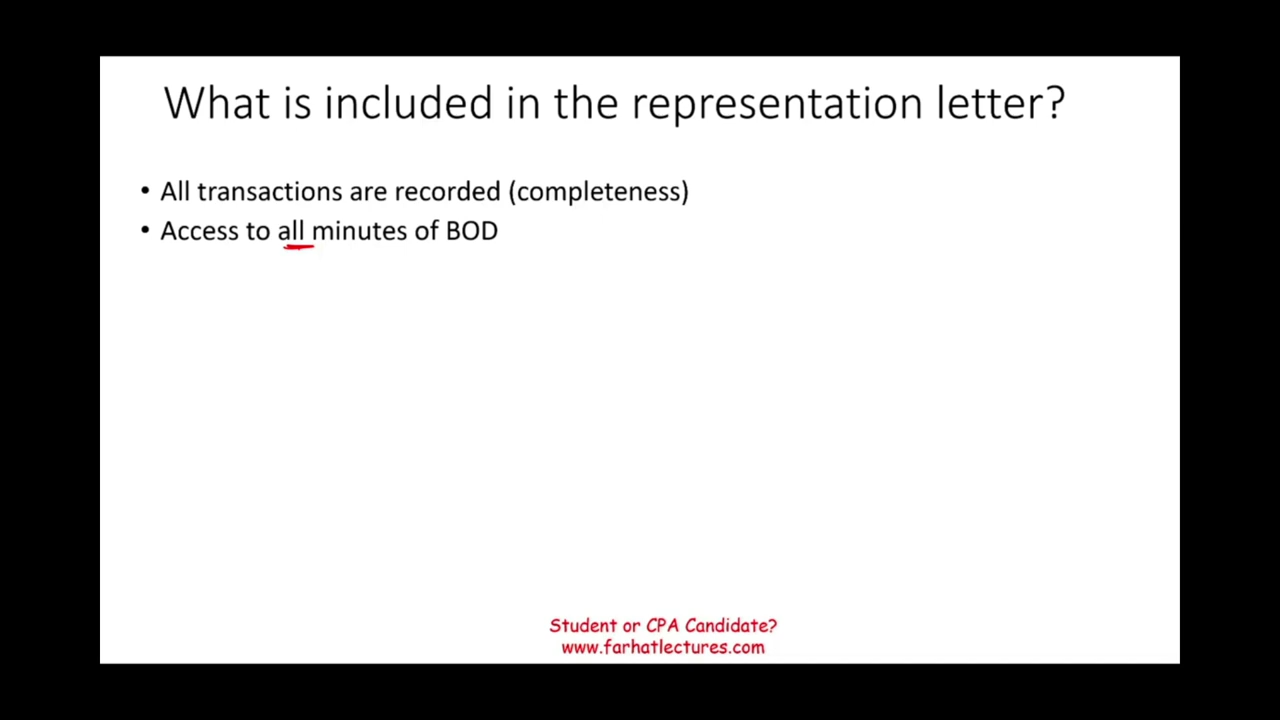 What is included in the representation letter?
• All transactions are recorded (completeness)
• Access to all minutes of BOD
Student or CPA Candidate?
www.farhatlectures.com